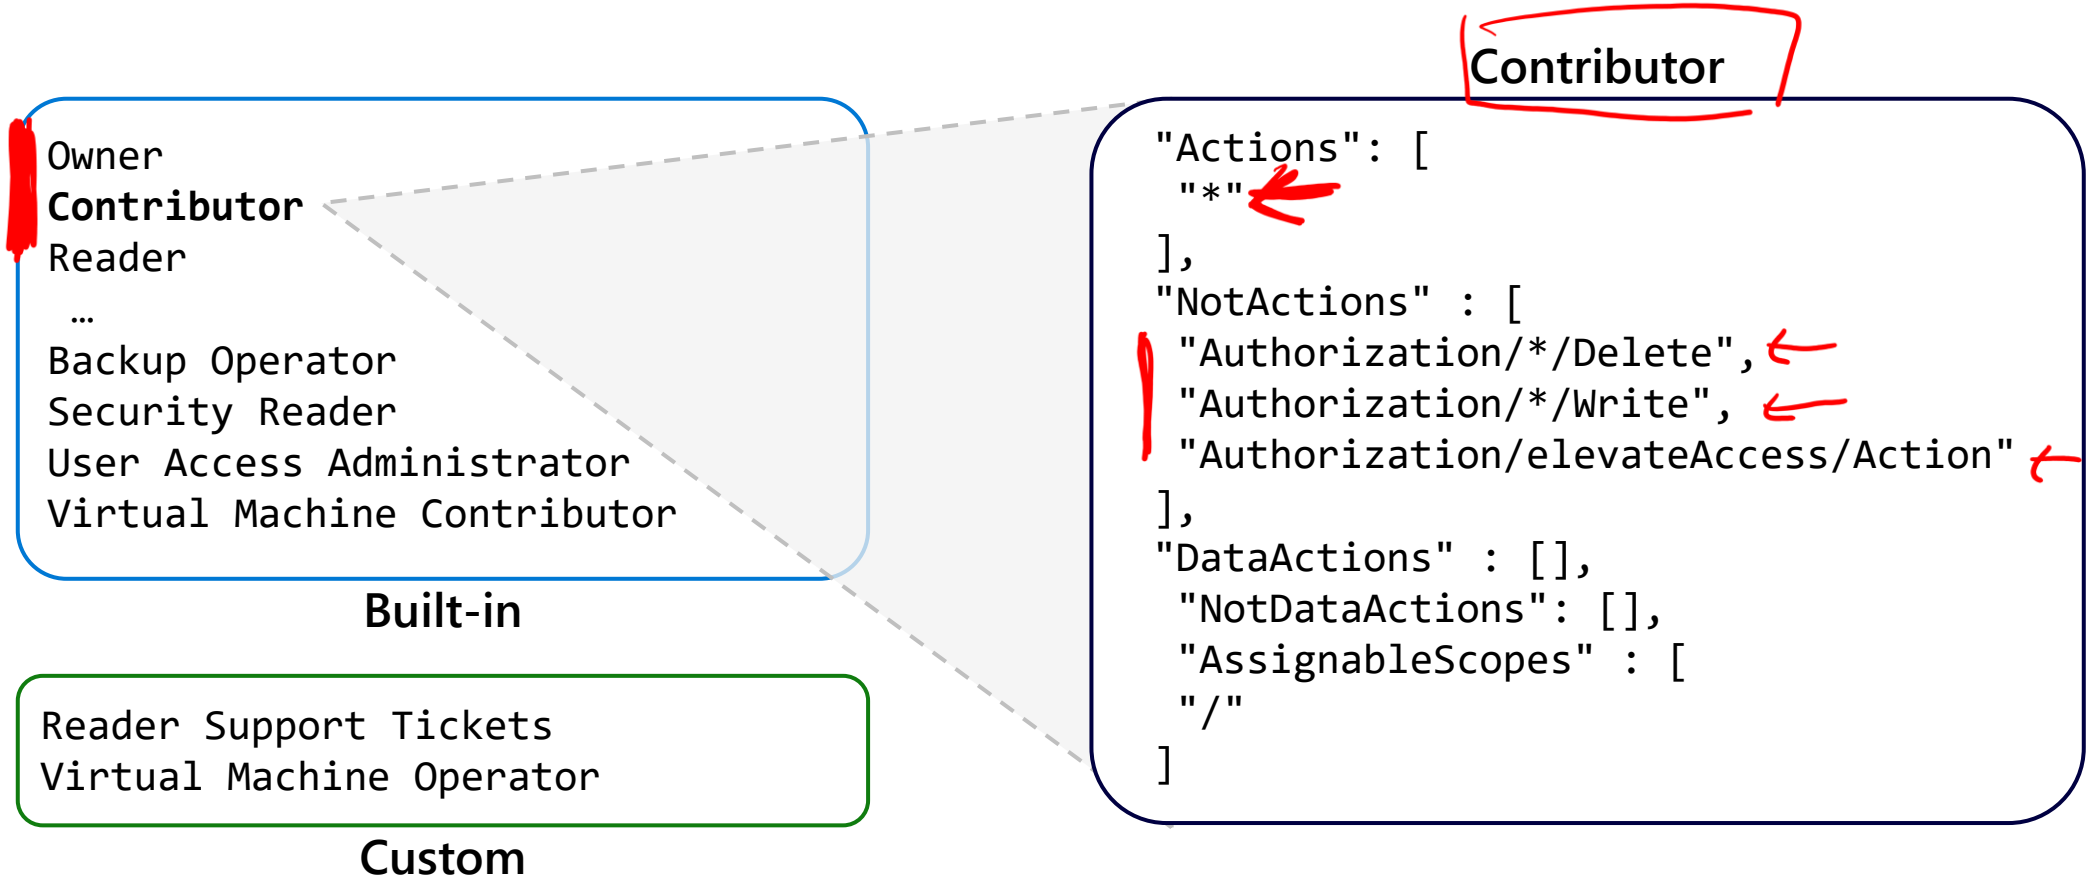 Owner
Contributor
Reader
…
Backup Operator
Security Reader
User Access Administrator
Virtual Machine Contributor
Built-in
Reader Support Tickets
Virtual Machine Operator
Custom
Contributor
"Actions": [
"*"
],
"NotActions" : [
"Authorization/*/Delete",
"Authorization/*/Write",
"Authorization/elevateAccess/Action"
],
"DataActions" : [],
"NotDataActions": [],
"AssignableScopes" : [
"/"
]